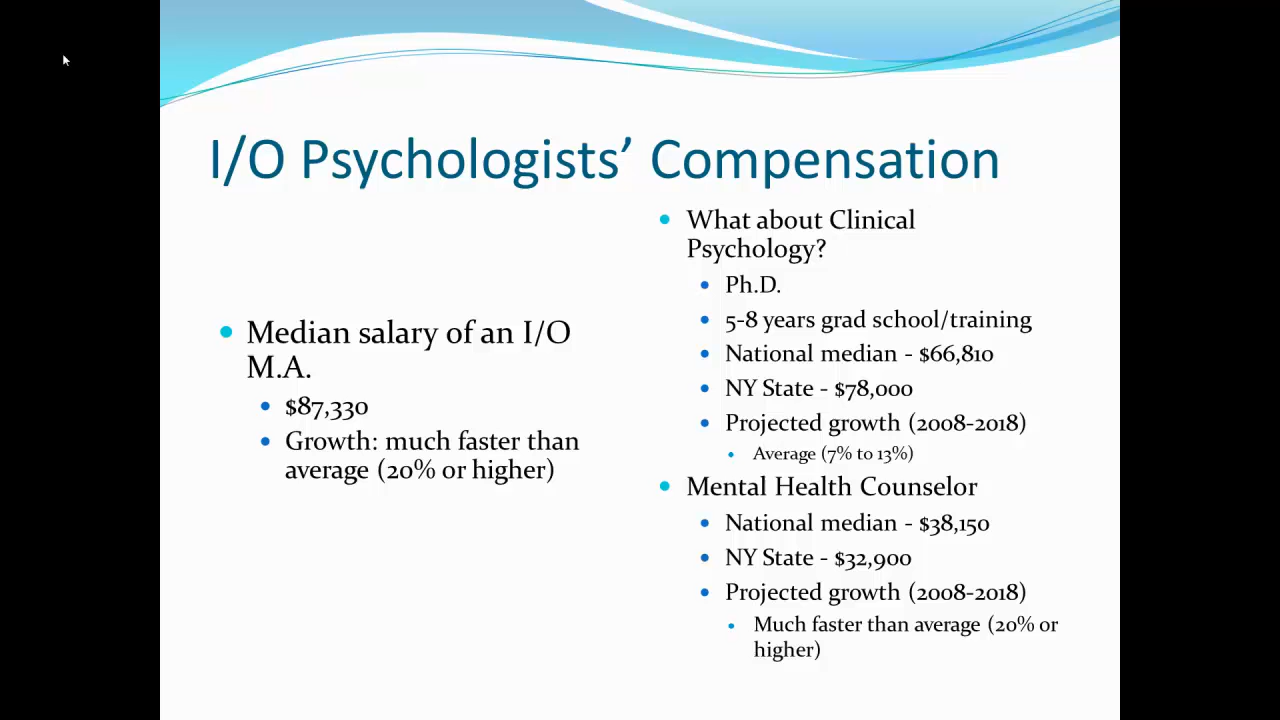 I/O Psychologists’ Compensation
Median salary of an I/O
M.A.
$87,330
Growth: much faster than
average (20% or higher)
What about Clinical
Psychology?
Ph.D.
5-8 years grad school/training
National median - $66,810
NY State - $78,000
Projected growth (2008-2018)
Average (7% to 13%)
Mental Health Counselor
National median - $38,150
NY State - $32,900
Projected growth (2008-2018)
Much faster than average (20% or
higher)